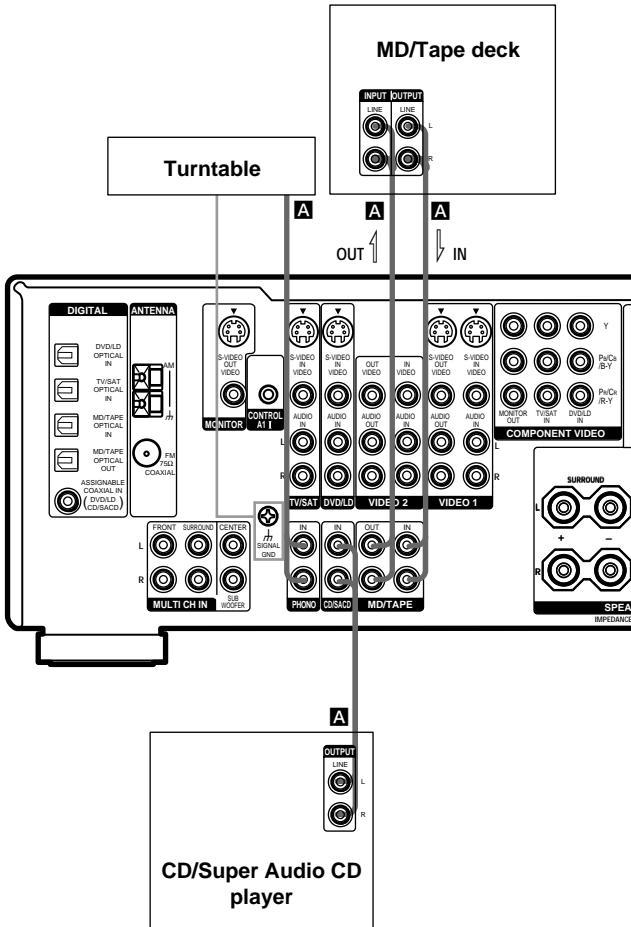 MD/Tape deck
INPUT OUTPUT
LINE LINE
L
R
Turntable
A A A
OUT IN
DIGITAL
DVD/LD
OPTICAL
IN
TV/SAT
OPTICAL
IN
MD/TAPE
OPTICAL
IN
MD/TAPE
OPTICAL
OUT
ASSIGNABLE
COAXIAL IN
(DVD/LD
CD/SACD)
ANTENNA
AM
FM
75Ω
COAXIAL
S-VIDEO
OUT
VIDEO
MONITOR
CONTROL
A1 II
S-VIDEO
IN
VIDEO
AUDIO
IN
L
R
TV/SAT
S-VIDEO
IN
VIDEO
AUDIO
IN
DVD/LD
OUT
VIDEO
IN
VIDEO
AUDIO
OUT
AUDIO
IN
VIDEO 2
S-VIDEO
OUT
VIDEO
S-VIDEO
IN
VIDEO
AUDIO
OUT
AUDIO
IN
L
R
VIDEO 1
Y
PB/CB
/B-Y
PR/CR
/R-Y
MONITOR
OUT
TV/SAT
IN
DVD/LD
IN
COMPONENT VIDEO
SURROUND
L
+ –
R
SPEA
IMPEDANCE
FRONT SURROUND CENTER
L
R
SUB
WOOFER
MULTI CH IN
SIGNAL
GND
IN
PHONO
IN
CD/SACD
OUT IN
MD/TAPE
A
OUTPUT
LINE
L
R
CD/Super Audio CD
player